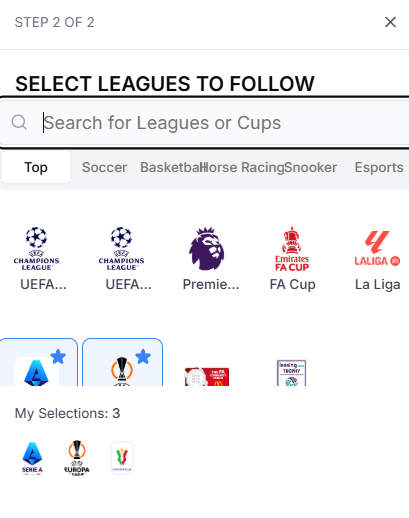 STEP 2 OF 2
SELECT LEAGUES TO FOLLOW
Search for Leagues or Cups
Top Soccer Basketball Horse Racing Snooker Esports
CHAMPIONS LEAGUE CHAMPIONS LEAGUE Emirates FA CUP LALIGA
UEFA... UEFA... Premie... FA Cup La Liga
My Selections: 3
SERIE A EUROPA LEAGUE